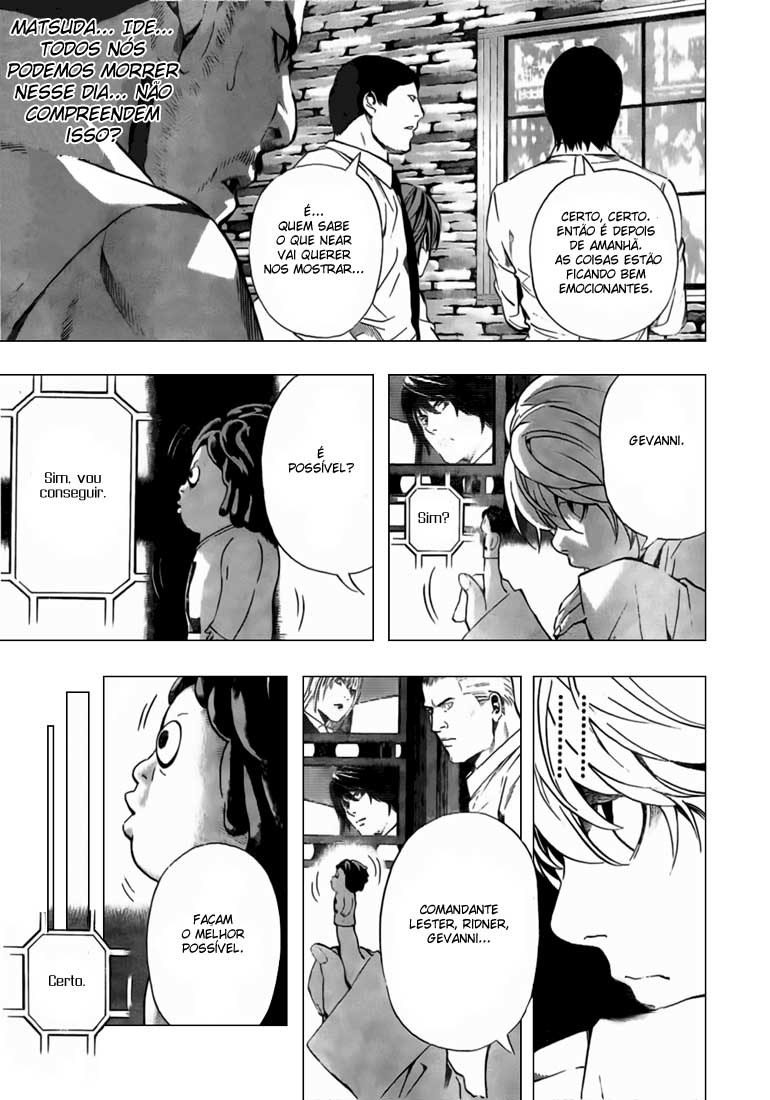 CERTO, CERTO.
ENTÃO É DEPOIS
DE AMANHÃ.
AS COISAS ESTÃO
FICANDO BEM
EMOCIONANTES.
É...
QUEM SABE
O QUE NEAR
VAI QUERER
NOS MOSTRAR...
MATSUDA... IDE...
TODOS NÓS
PODEMOS MORRER
NESSE DIA... NÃO
COMPREENDEM
ISSO?
GEVANNI.
Sim?
É
POSSÍVEL?
Sim, vou
conseguir.
COMANDANTE
LESTER, RIDNER,
GEVANNI...
FAÇAM
O MELHOR
POSSÍVEL.
Certo.